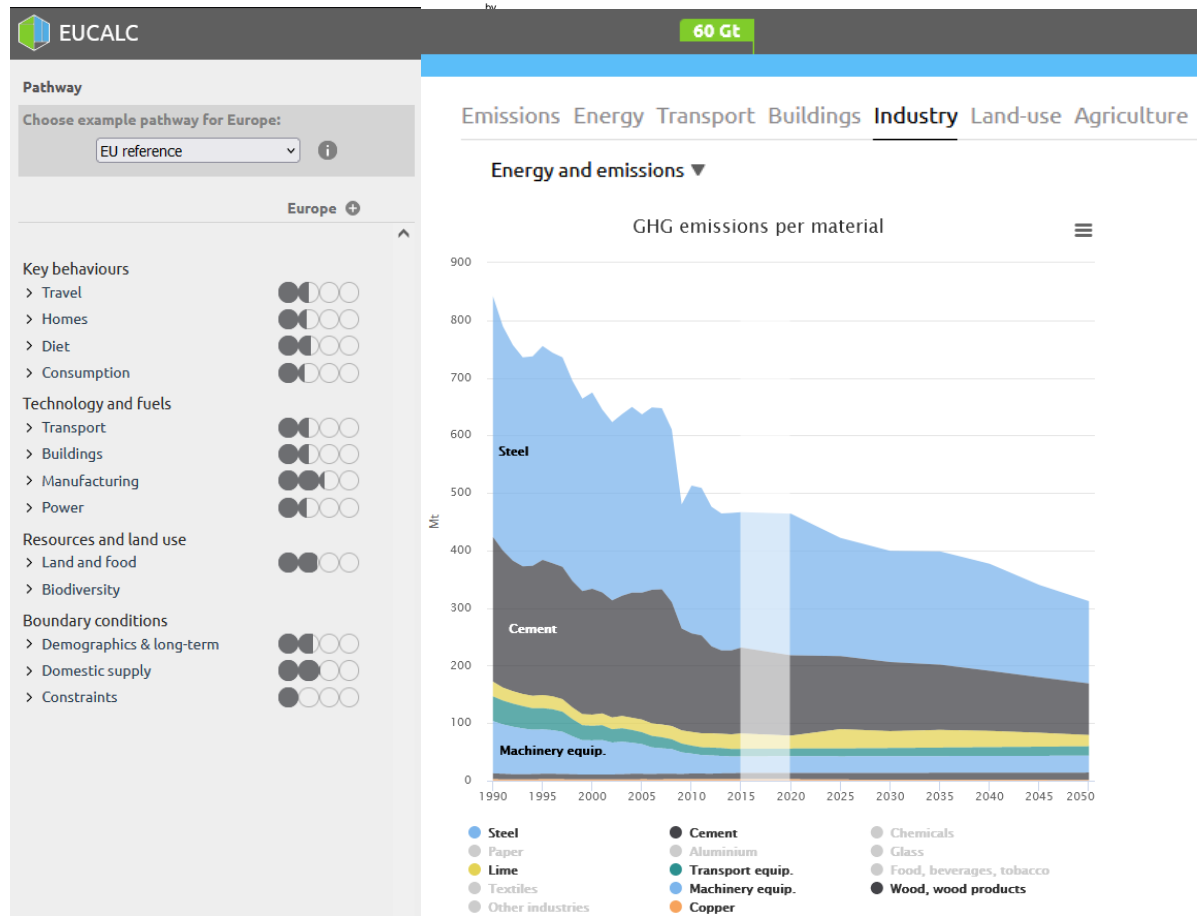 by
EUCALC
60 Gt
Pathway
Choose example pathway for Europe:
EU reference
i
Europe
Key behaviours
Travel
Homes
Diet
Consumption
Technology and fuels
Transport
Buildings
Manufacturing
Power
Resources and land use
Land and food
Biodiversity
Boundary conditions
Demographics & long-term
Domestic supply
Constraints
Emissions Energy Transport Buildings Industry Land-use Agriculture
Energy and emissions
GHG emissions per material
900
800
700
600
500
400
300
200
100
0
Mt
Steel
Cement
Machinery equip.
1990 1995 2000 2005 2010 2015 2020 2025 2030 2035 2040 2045 2050
Steel Cement Chemicals
Paper Aluminium Glass
Lime Transport equip. Food, beverages, tobacco
Textiles Machinery equip. Wood, wood products
Other industries Copper